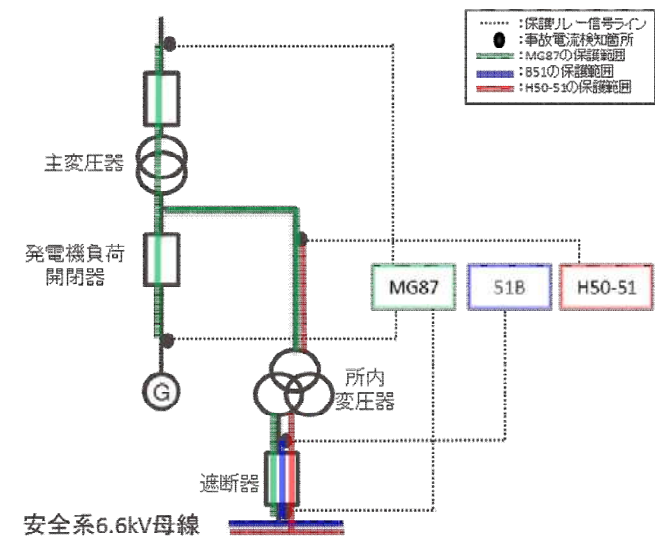 :保護リレー信号ライン
:事故電流検知箇所
:MG87の保護範囲
:B51の保護範囲
:H50-51の保護範囲
主変圧器
発電機負荷
開閉器
MG87
51B
H50-51
G
所内
変圧器
遮断器
安全系6.6kV母線